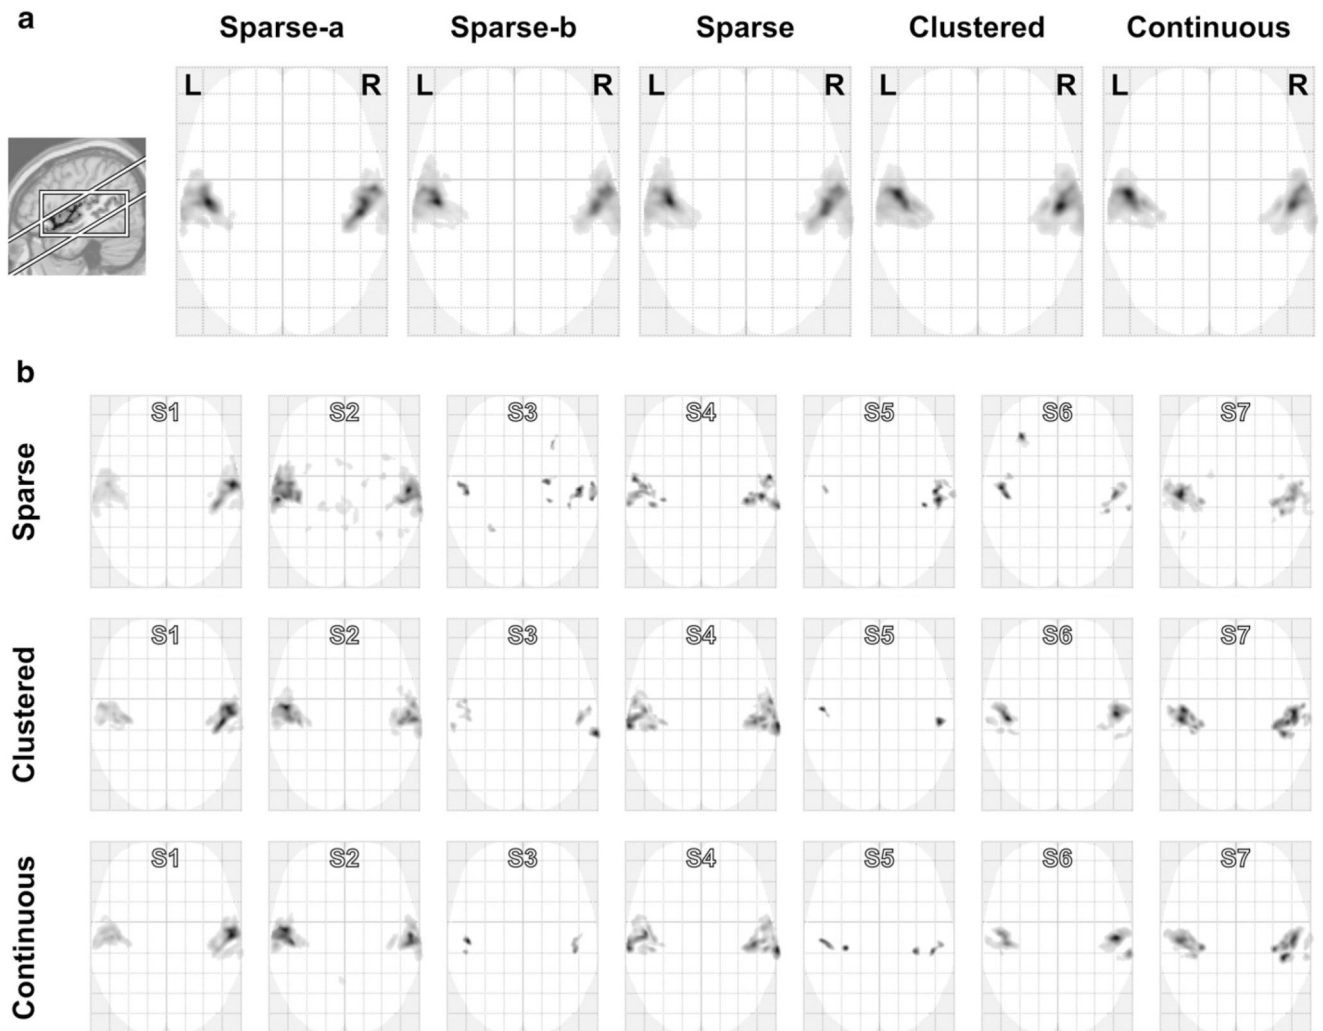 a
Sparse-a Sparse-b Sparse Clustered Continuous
L R L R L R L R L R
b
Sparse
S1 S2 S3 S4 S5 S6 S7
Clustered
S1 S2 S3 S4 S5 S6 S7
Continuous
S1 S2 S3 S4 S5 S6 S7